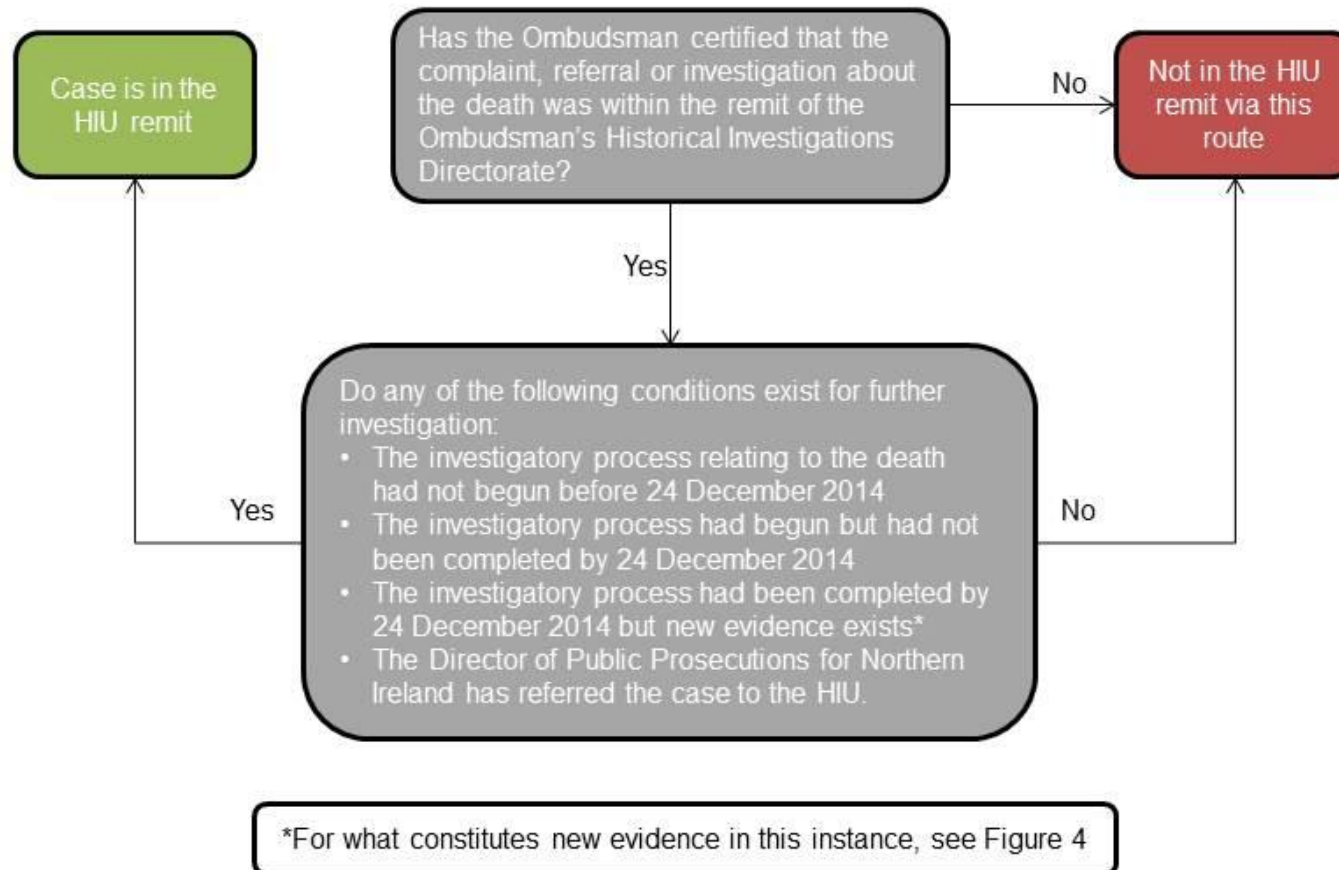 Case is in the
HIU remit
Has the Ombudsman certified that the
complaint, referral or investigation about
the death was within the remit of the
Ombudsman's Historical Investigations
Directorate?
No
Not in the HIU
remit via this
route
Yes
Do any of the following conditions exist for further
investigation:
• The investigatory process relating to the death
had not begun before 24 December 2014
• The investigatory process had begun but had not
been completed by 24 December 2014
• The investigatory process had been completed by
24 December 2014 but new evidence exists*
• The Director of Public Prosecutions for Northern
Ireland has referred the case to the HIU.
Yes
No
*For what constitutes new evidence in this instance, see Figure 4